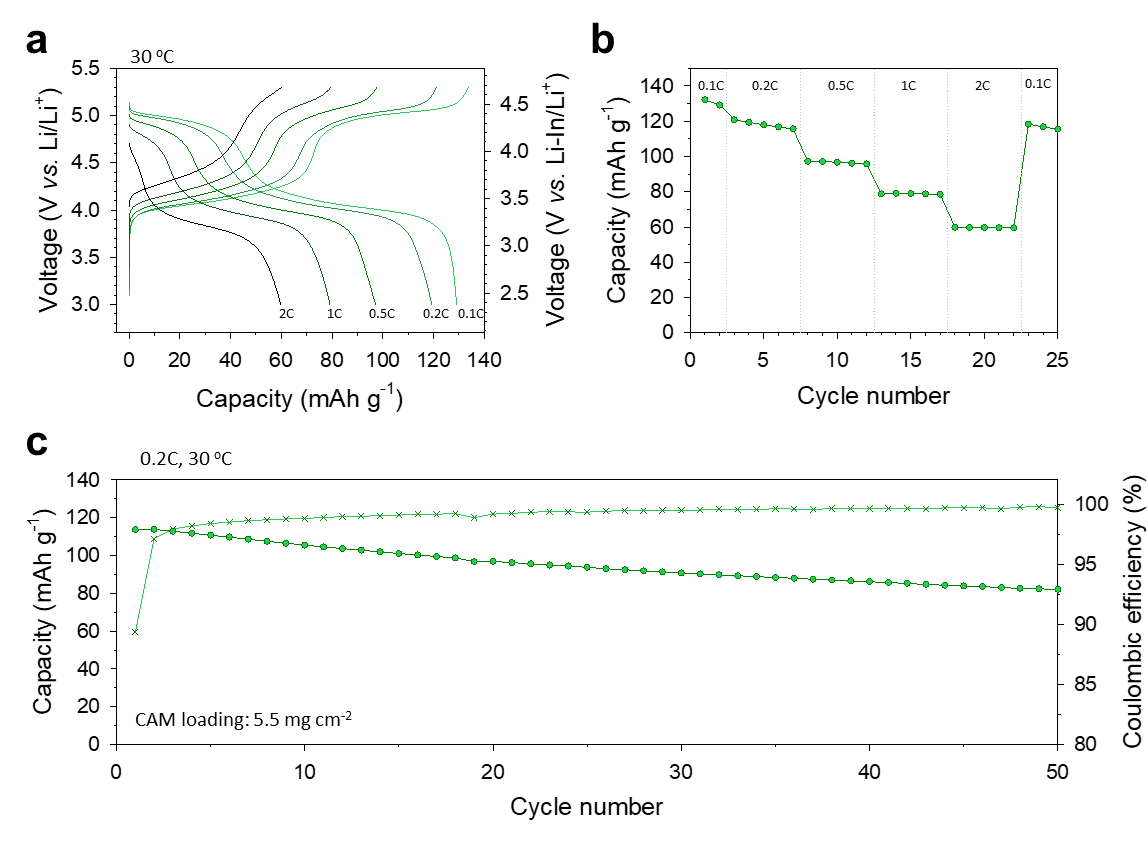 a
30 °C
5.5
5.0
4.5
4.0
3.5
3.0
4.5
4.0
3.5
3.0
2.5
Voltage (V vs. Li/Li⁺)
Voltage (V vs. Li-In/Li⁺)
2C 1C 0.5C 0.2C 0.1C
0 20 40 60 80 100 120 140
Capacity (mAh g⁻¹)
b
0.1C 0.2C 0.5C 1C 2C 0.1C
140
120
100
80
60
40
20
0
Capacity (mAh g⁻¹)
0 5 10 15 20 25
Cycle number
c
0.2C, 30 °C
140
120
100
80
60
40
20
0
Capacity (mAh g⁻¹)
100
95
90
85
80
Coulombic efficiency (%)
CAM loading: 5.5 mg cm⁻²
0 10 20 30 40 50
Cycle number